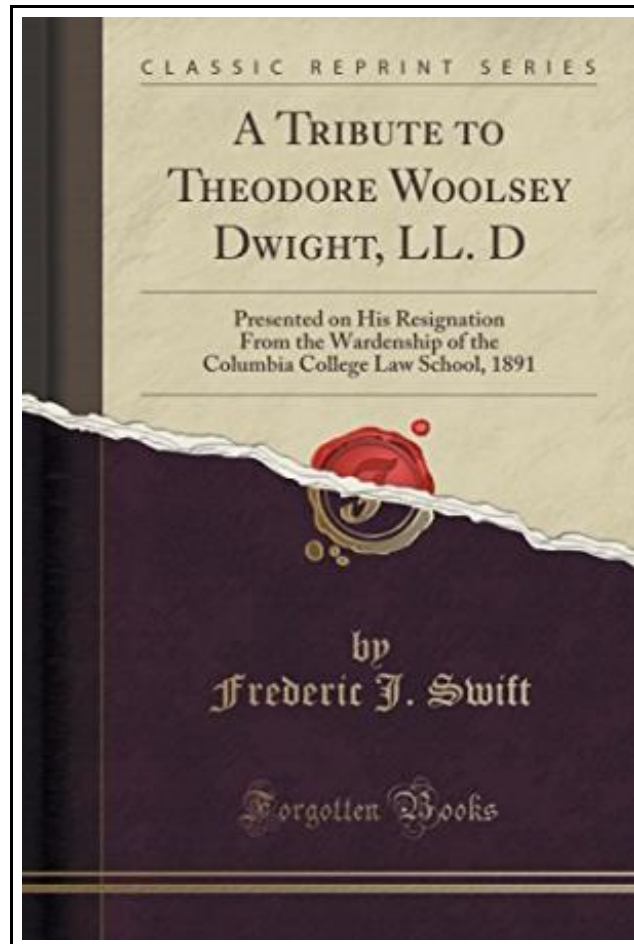 CLASSIC REPRINT SERIES
A TRIBUTE TO
THEODORE WOOLSEY
DWIGHT, LL. D
Presented on His Resignation
From the Wardenship of the
Columbia College Law School, 1891
by
Frederic J. Swift
Forgotten Books